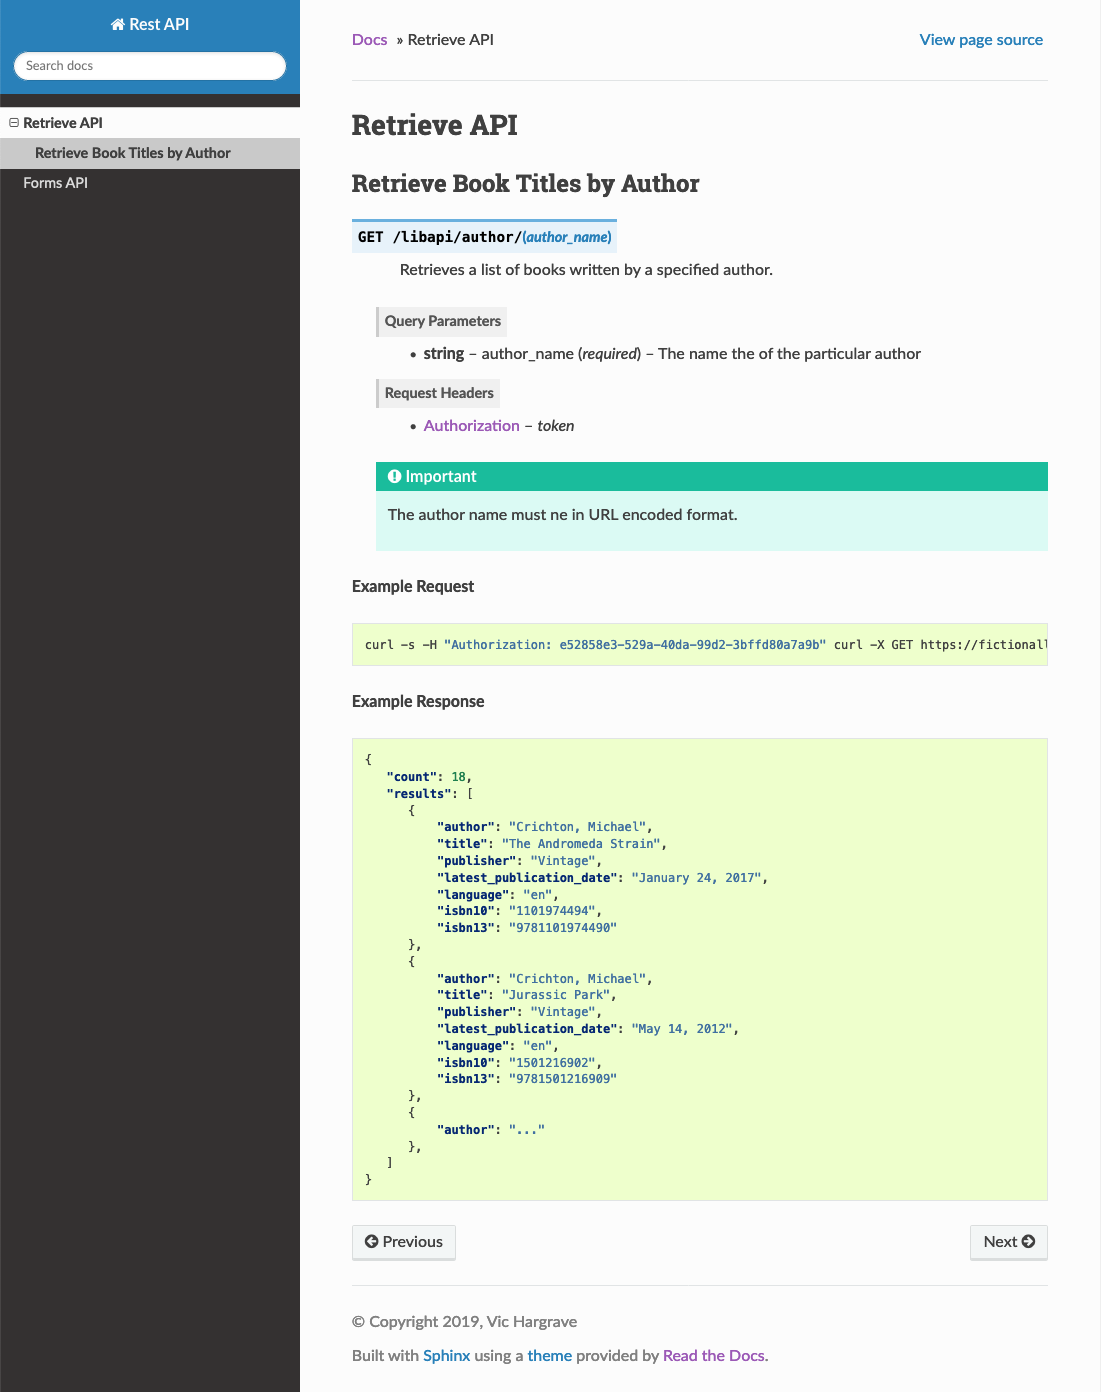 Rest API
Search docs
Retrieve API
Retrieve Book Titles by Author
Forms API
Docs » Retrieve API
View page source
Retrieve API
Retrieve Book Titles by Author
GET /libapi/author/(author_name)
Retrieves a list of books written by a specified author.
Query Parameters
• string – author_name (required) – The name the of the particular author
Request Headers
• Authorization – token
Important
The author name must ne in URL encoded format.
Example Request
curl -s -H "Authorization: e52858e3-529a-40da-99d2-3bffd80a7a9b" curl -X GET https://fictionall
Example Response
{
   "count": 18,
   "results": [
      {
          "author": "Crichton, Michael",
          "title": "The Andromeda Strain",
          "publisher": "Vintage",
          "latest_publication_date": "January 24, 2017",
          "language": "en",
          "isbn10": "1101974494",
          "isbn13": "9781101974490"
      },
      {
          "author": "Crichton, Michael",
          "title": "Jurassic Park",
          "publisher": "Vintage",
          "latest_publication_date": "May 14, 2012",
          "language": "en",
          "isbn10": "1501216902",
          "isbn13": "9781501216909"
      },
      {
          "author": "..."
      },
   ]
}
Previous
Next
© Copyright 2019, Vic Hargrave
Built with Sphinx using a theme provided by Read the Docs.